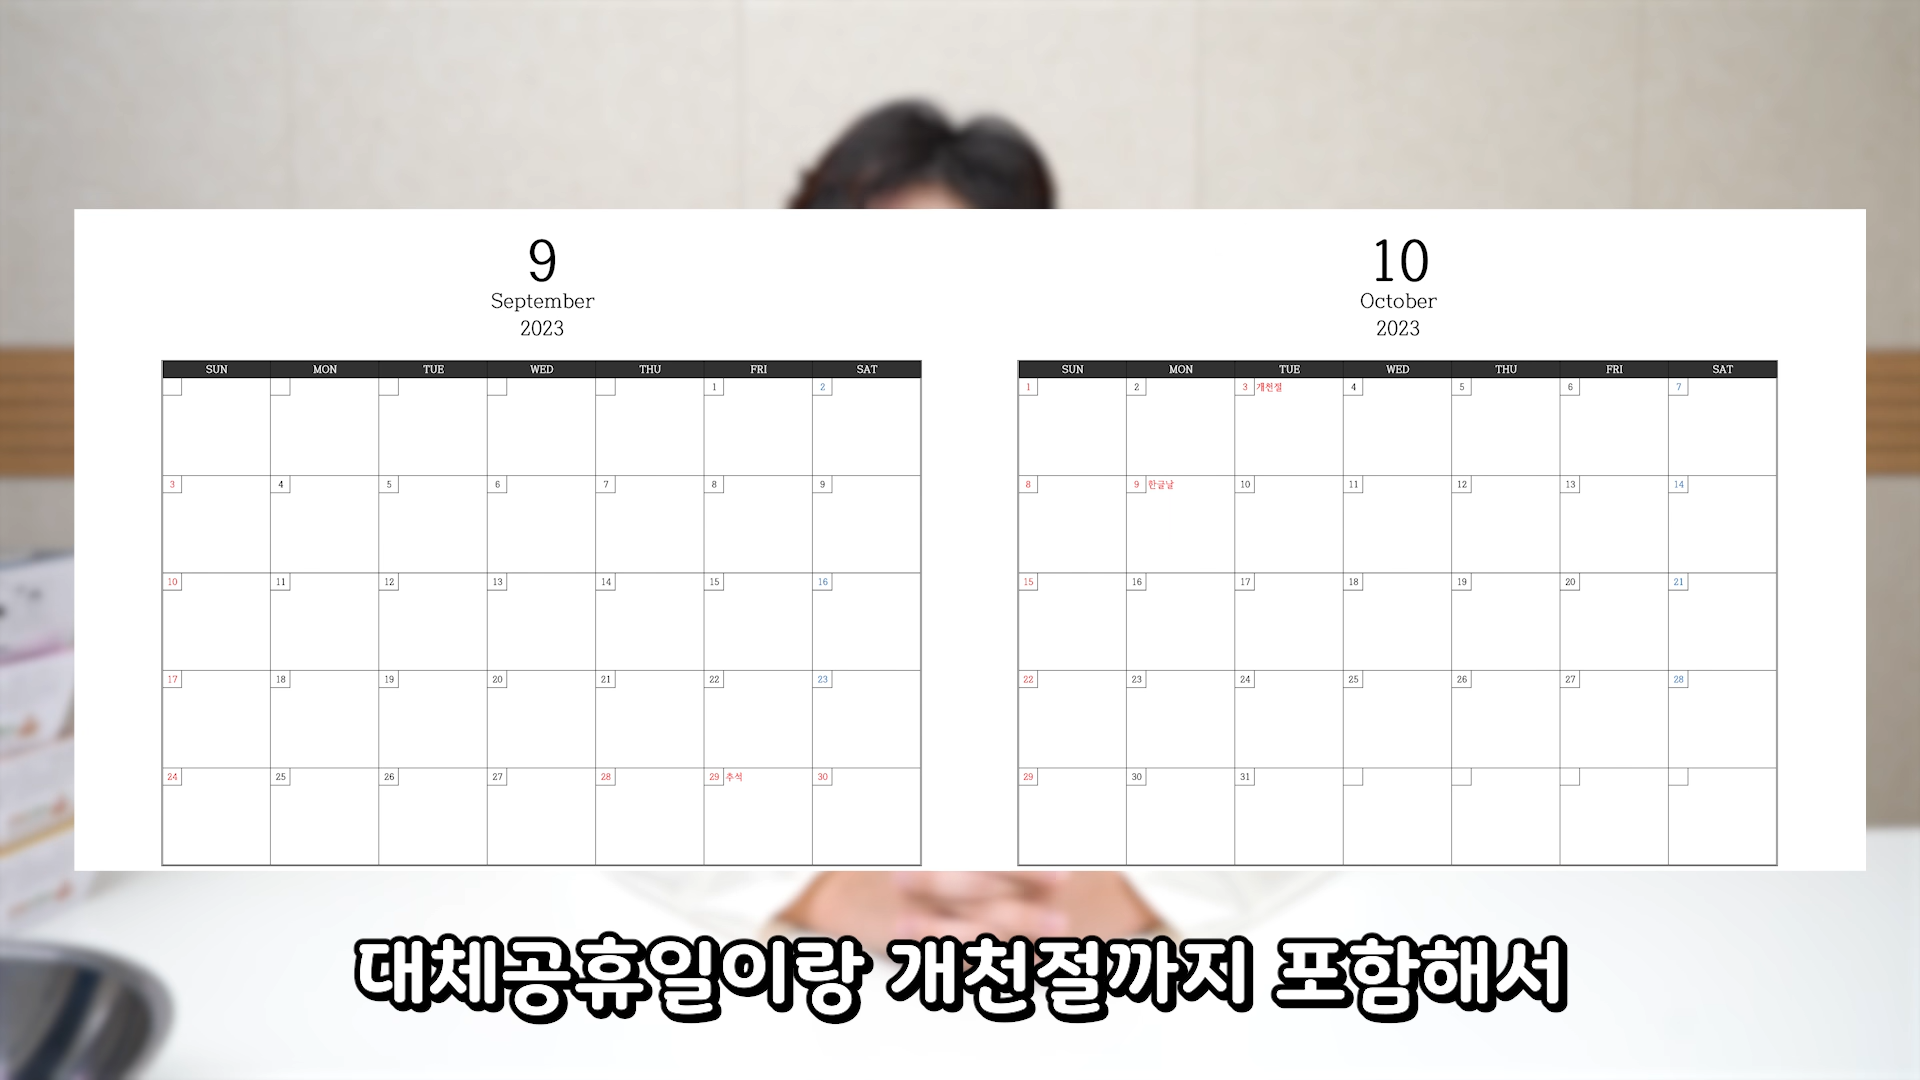 9
September
2023
SUN MON TUE WED THU FRI SAT
1 2
3 4 5 6 7 8 9
10 11 12 13 14 15 16
17 18 19 20 21 22 23
24 25 26 27 28 29 추석 30
10
October
2023
SUN MON TUE WED THU FRI SAT
1 2 3 개천절 4 5 6 7
8 9 한글날 10 11 12 13 14
15 16 17 18 19 20 21
22 23 24 25 26 27 28
29 30 31
대체공휴일이랑 개천절까지 포함해서